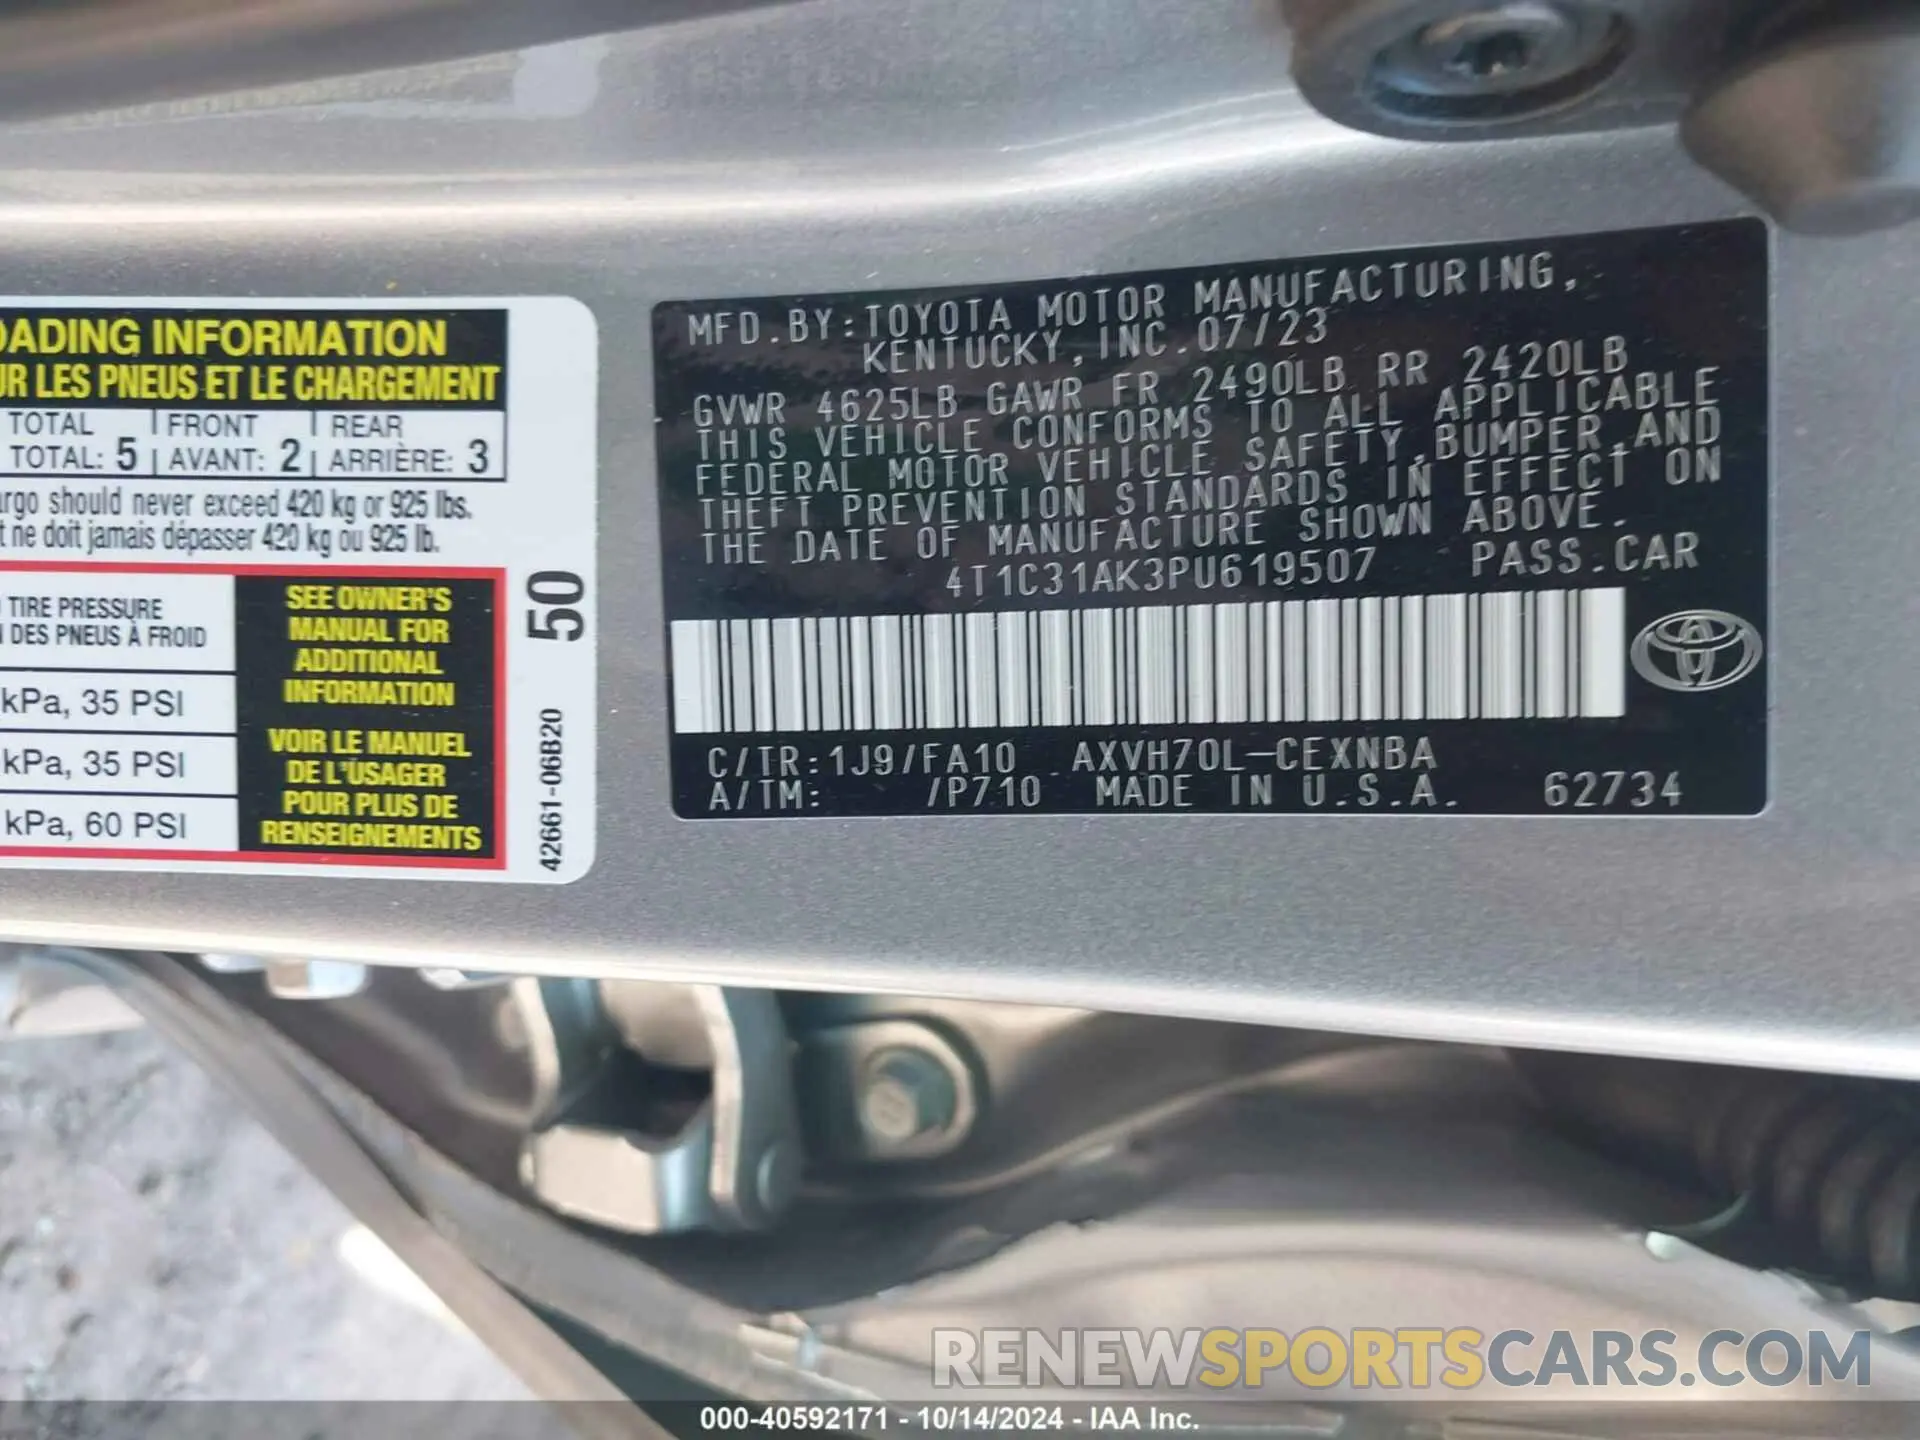 OADING INFORMATION
UR LES PNEUS ET LE CHARGEMENT
TOTAL FRONT REAR
TOTAL: 5 AVANT: 2 ARRIÈRE: 3
argo should never exceed 420 kg or 925 lbs.
t ne doit jamais dépasser 420 kg ou 925 lb.
TIRE PRESSURE
DES PNEUS À FROID
kPa, 35 PSI
kPa, 35 PSI
kPa, 60 PSI
SEE OWNER'S
MANUAL FOR
ADDITIONAL
INFORMATION
VOIR LE MANUEL
DE L'USAGER
POUR PLUS DE
RENSEIGNEMENTS
50
42661-06B20
MFD.BY:TOYOTA MOTOR MANUFACTURING,
KENTUCKY,INC.07/23
GVWR 4625LB GAWR FR 2490LB RR 2420LB
THIS VEHICLE CONFORMS TO ALL APPLICABLE
FEDERAL MOTOR VEHICLE SAFETY,BUMPER,AND
THEFT PREVENTION STANDARDS IN EFFECT ON
THE DATE OF MANUFACTURE SHOWN ABOVE.
4T1C31AK3PU619507 PASS.CAR
C/TR:1J9/FA10 AXVH70L-CEXNBA
A/TM: /P710 MADE IN U.S.A. 62734
RENEWSPORTSCARS.COM
000-40592171 - 10/14/2024 - IAA Inc.